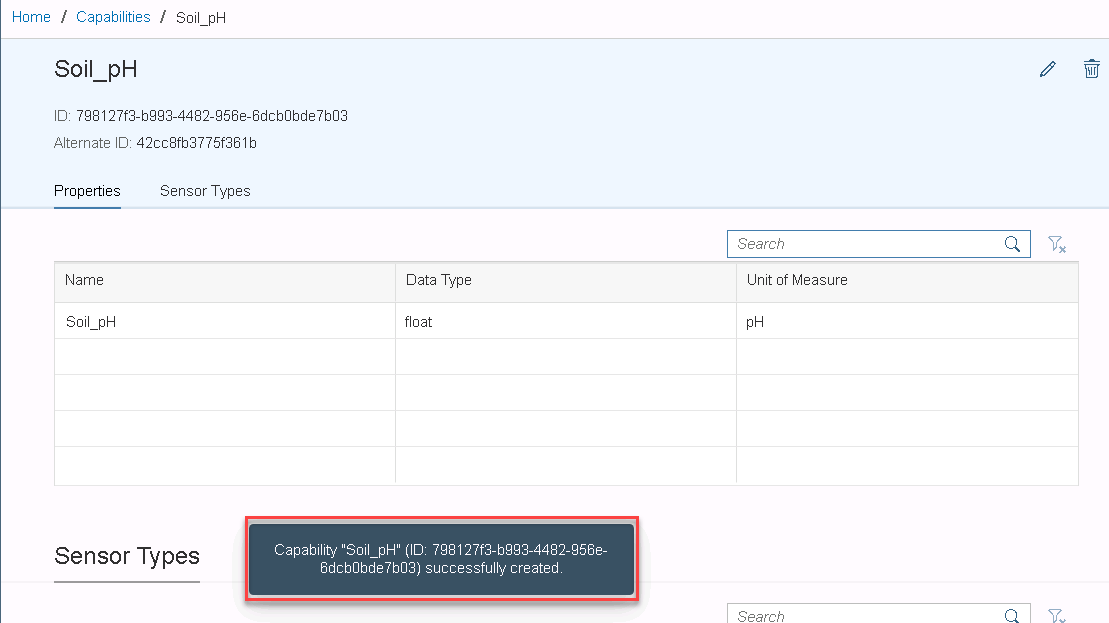 Home / Capabilities / Soil_pH
Soil_pH
ID: 798127f3-b993-4482-956e-6dcb0bde7b03
Alternate ID: 42cc8fb3775f361b
Properties Sensor Types
Search
Name Data Type Unit of Measure
Soil_pH float pH
Sensor Types
Capability "Soil_pH" (ID: 798127f3-b993-4482-956e-
6dcb0bde7b03) successfully created.
Search